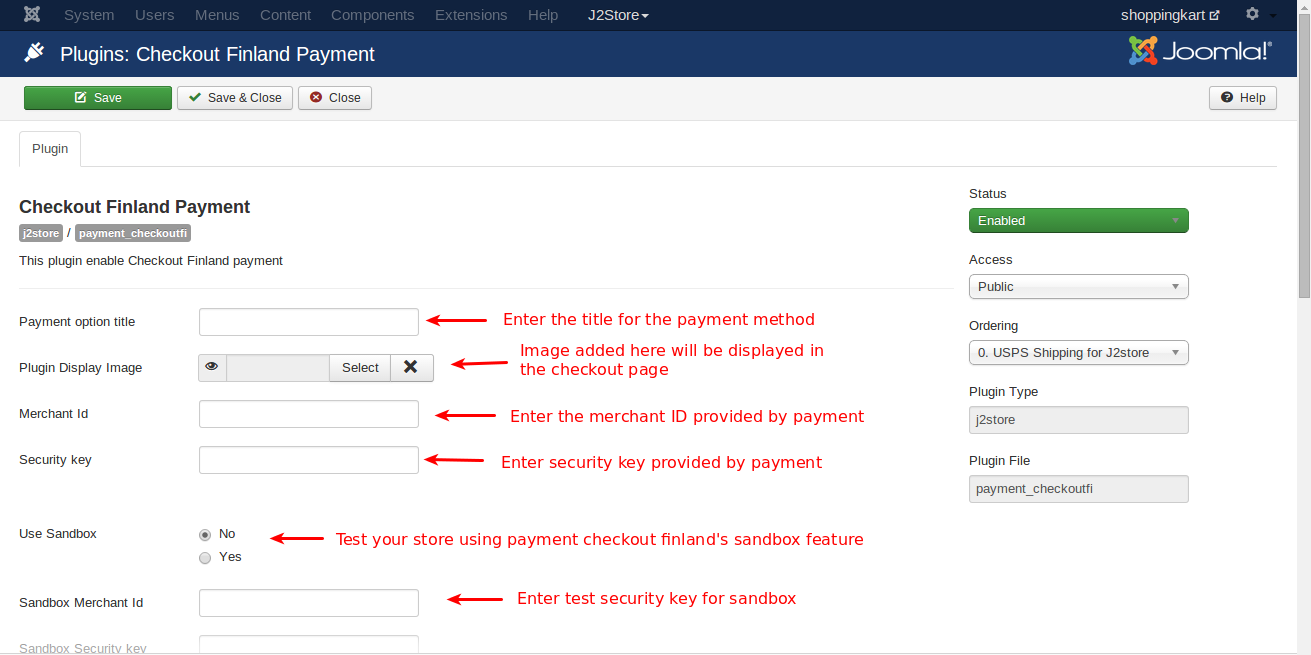 System Users Menus Content Components Extensions Help J2Store shoppingkart
Plugins: Checkout Finland Payment Joomla!®
Save Save & Close Close Help
Plugin
Checkout Finland Payment
j2store / payment_checkoutfi
This plugin enable Checkout Finland payment
Payment option title Enter the title for the payment method
Plugin Display Image Select Image added here will be displayed in
the checkout page
Merchant Id Enter the merchant ID provided by payment
Security key Enter security key provided by payment
Use Sandbox No
Yes
Test your store using payment checkout finland's sandbox feature
Sandbox Merchant Id Enter test security key for sandbox
Sandbox Security key
Status
Enabled
Access
Public
Ordering
0. USPS Shipping for J2store
Plugin Type
j2store
Plugin File
payment_checkoutfi